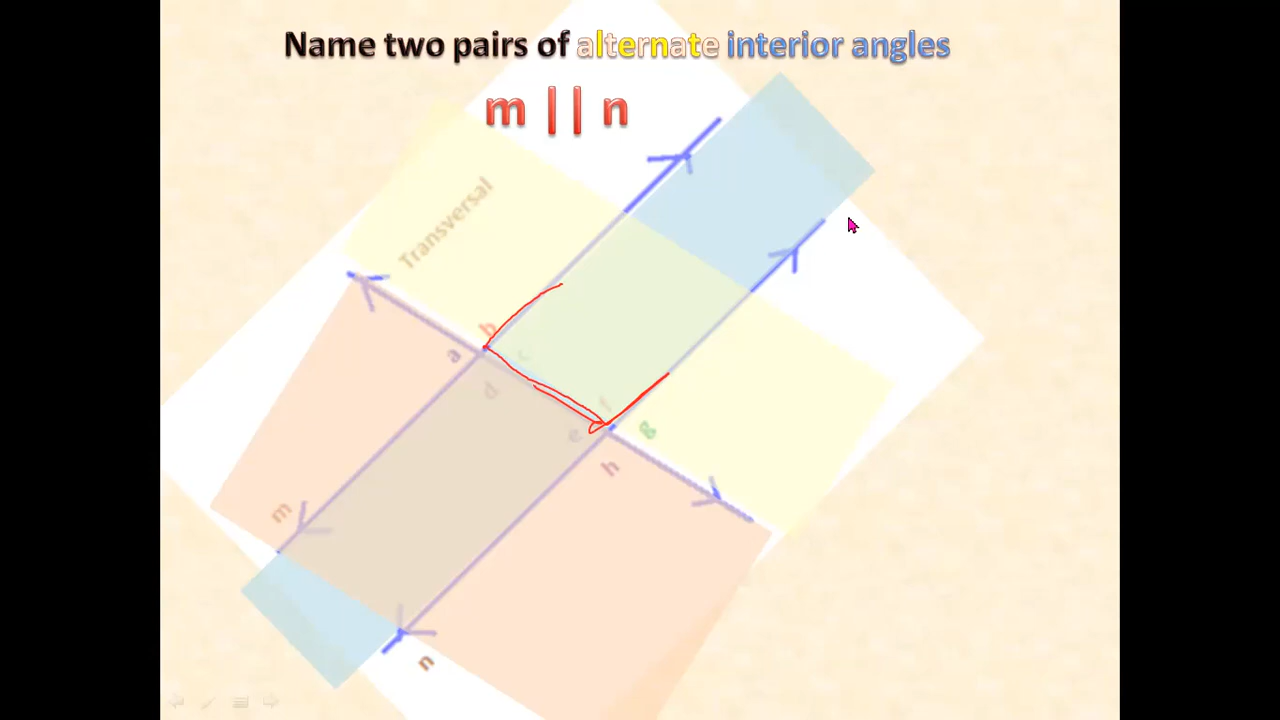 Name two pairs of alternate interior angles
m || n
Transversal
b
a
c
d
f
e
g
h
m
n